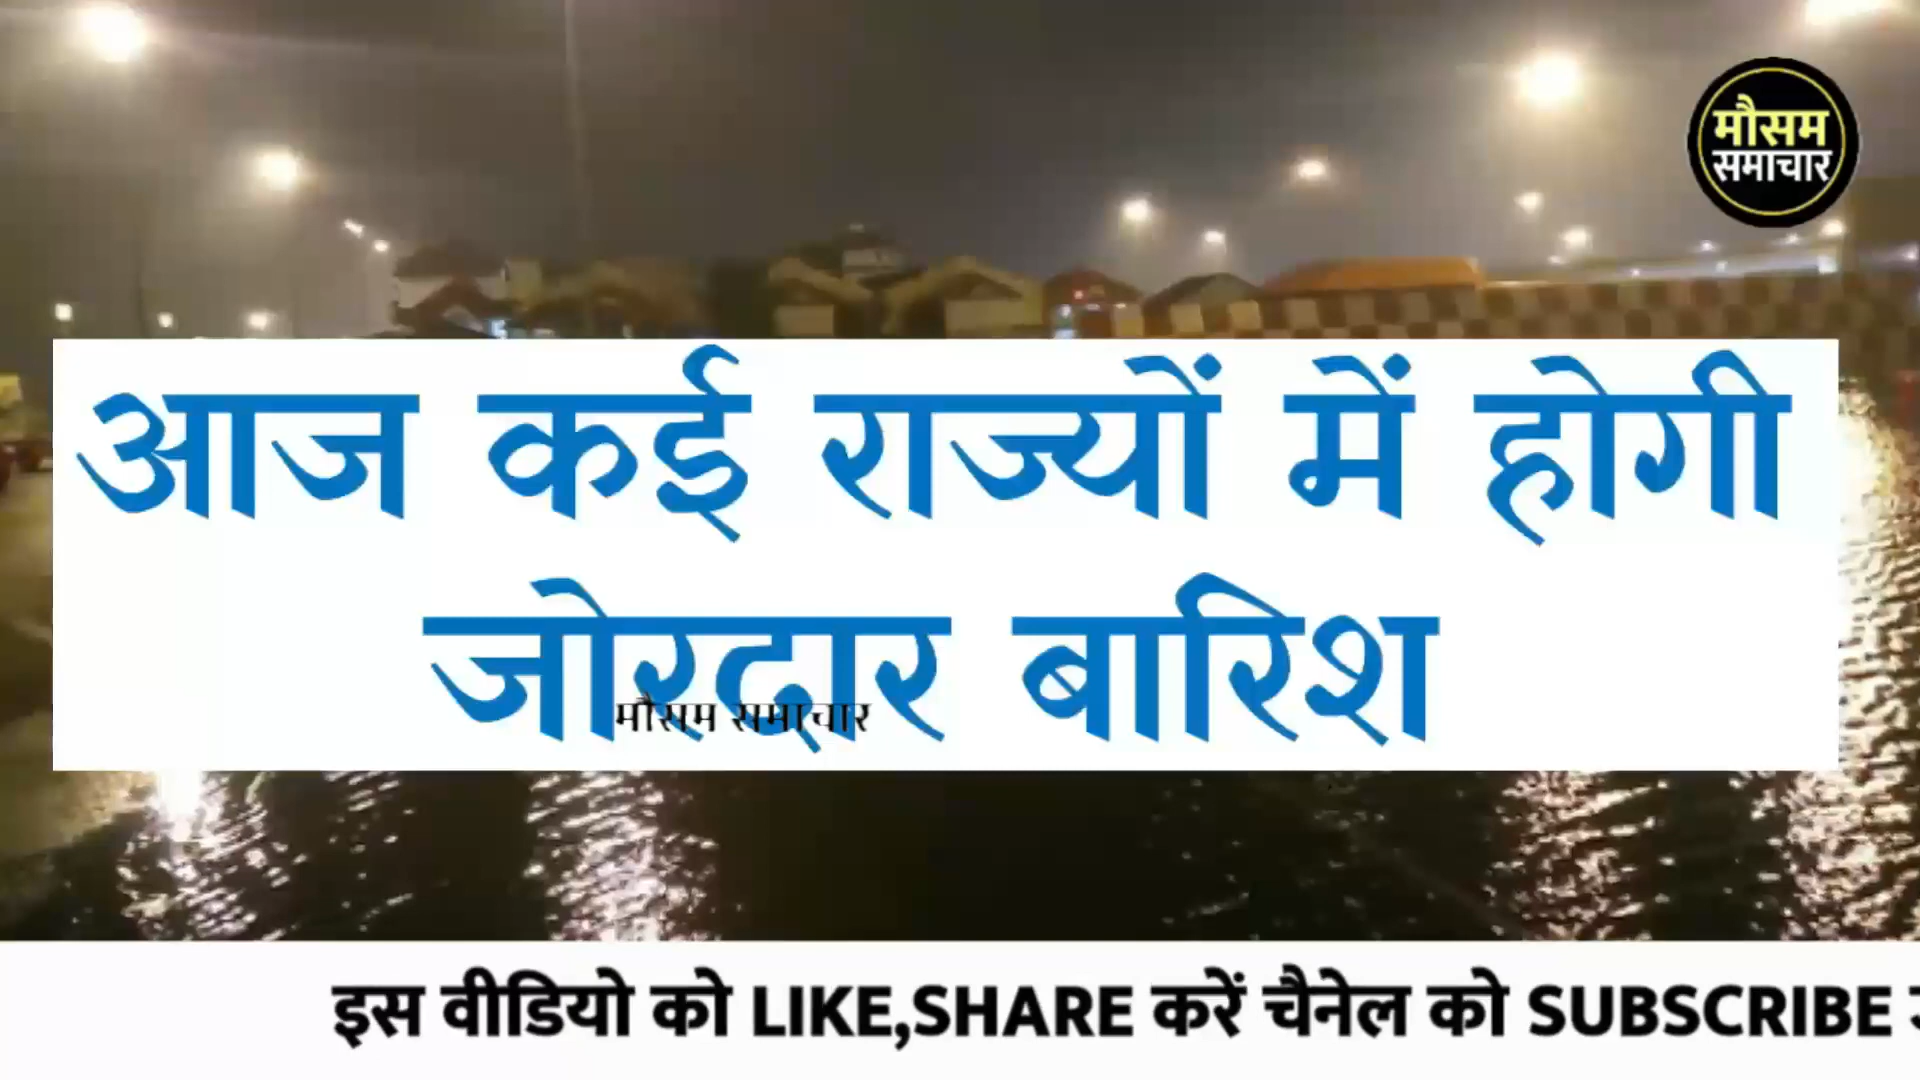 मौसम
समाचार
आज कई राज्यों में होगी
जोरदार बारिश
मौसम समाचार
इस वीडियो को LIKE,SHARE करें चैनेल को SUBSCRIBE